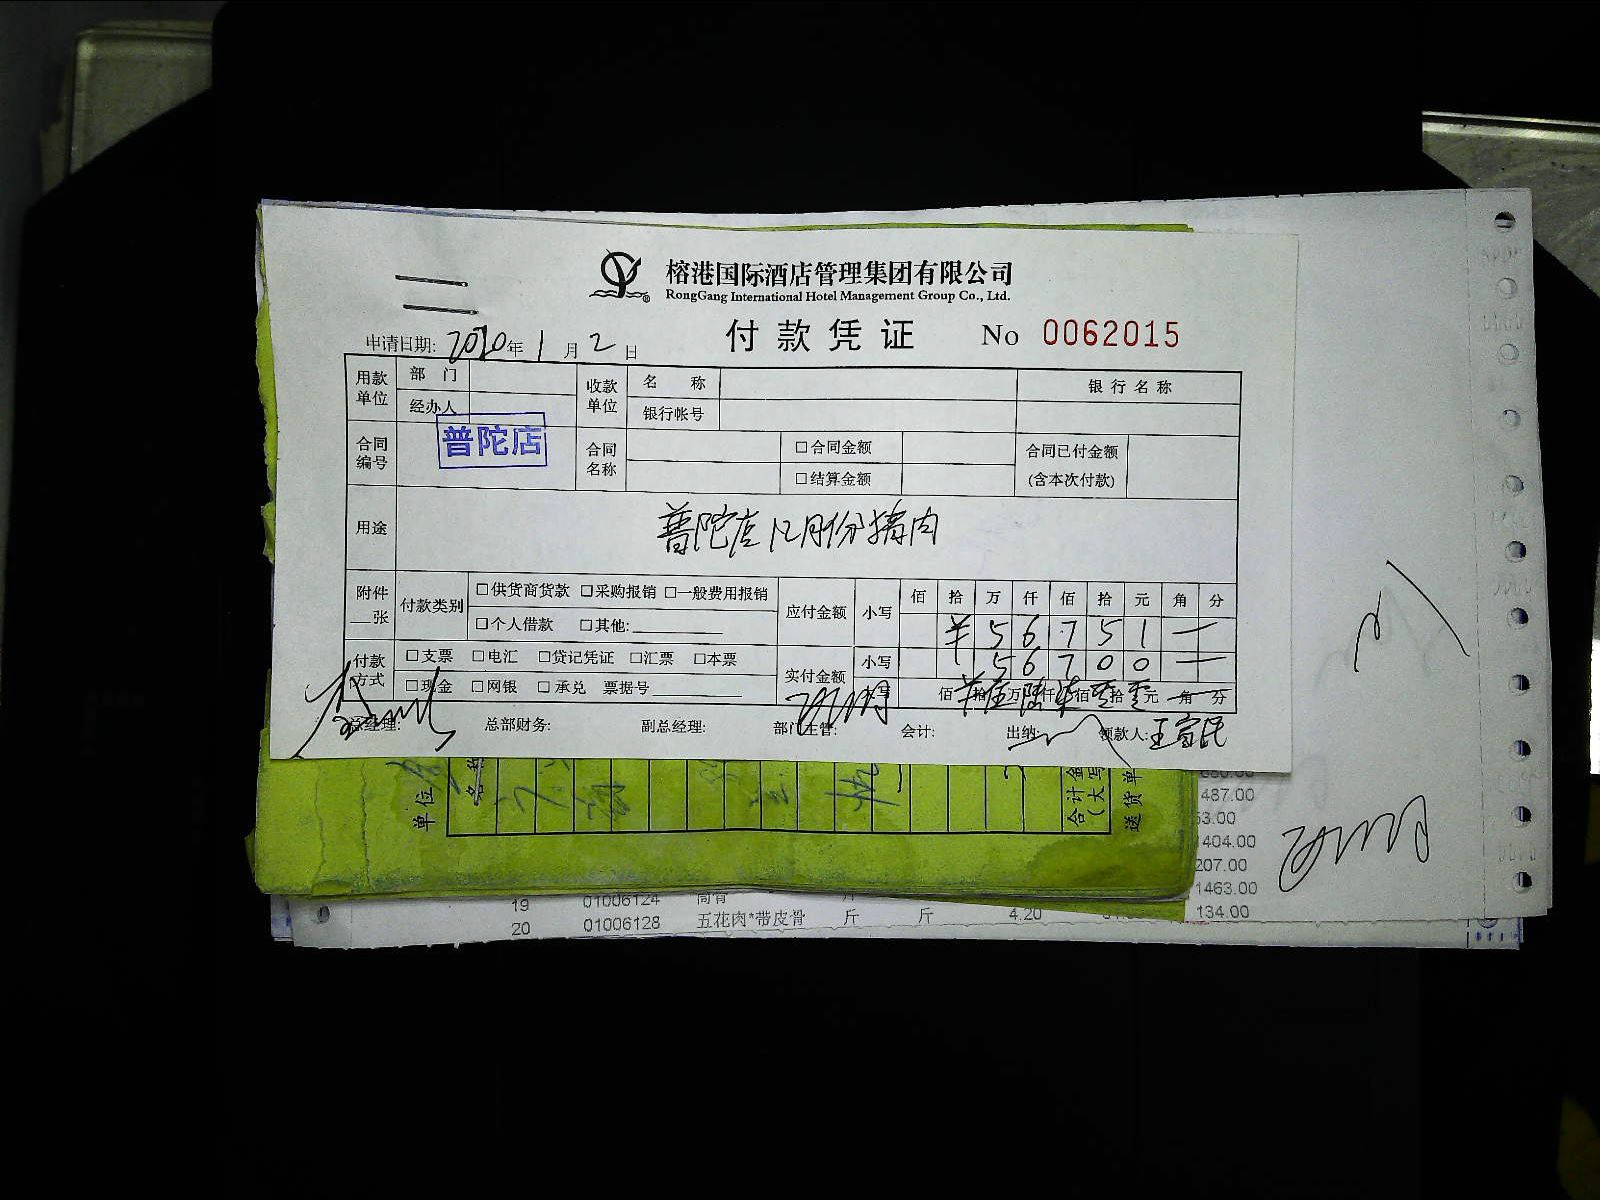 榕港国际酒店管理集团有限公司
RongGang International Hotel Management Group Co., Ltd.
付款凭证 No 0062015
申请日期: 2020年1月2日
用款单位 部门 收款单位 名称 银行名称
经办人 银行帐号
普陀店
合同编号 合同名称 □合同金额 合同已付金额
□结算金额 (含本次付款)
用途 普陀店12月份猪肉
附件__张 付款类别 □供货商货款 □采购报销 □一般费用报销 应付金额 小写 佰 拾 万 仟 佰 拾 元 角 分
□个人借款 □其他: ¥ 5 6 7 5 1 —
付款方式 □支票 □电汇 □贷记凭证 □汇票 □本票 实付金额 小写 ¥ 5 6 7 0 0 —
□现金 □网银 □承兑 票据号 大写 佰 拾伍万陆仟柒佰零拾零元 角 分
总经理: 总部财务: 副总经理: 部门主管: 会计: 出纳: 领款人: 王富民
单位
名称
合计金
(大写
送货单
487.00
53.00
404.00
207.00
19 01006124 筒骨 斤 1463.00
20 01006128 五花肉*带皮骨 斤 斤 4.20 134.00